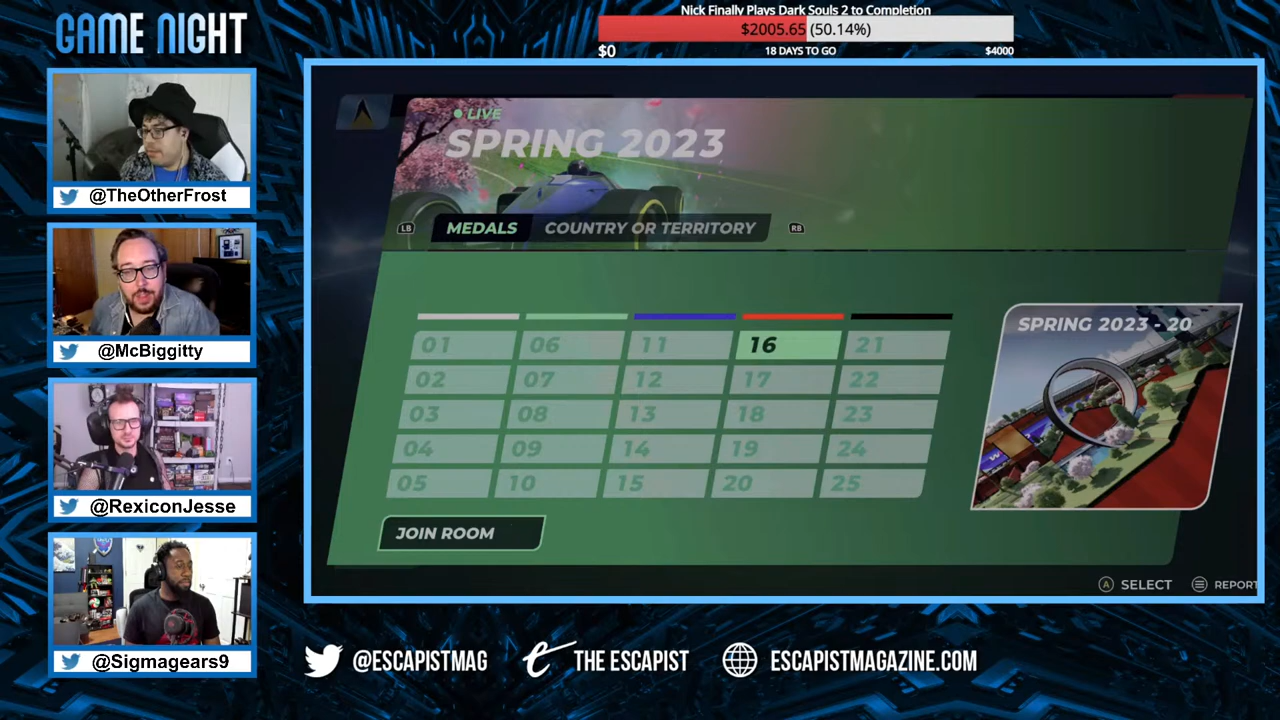 GAME NIGHT
Nick Finally Plays Dark Souls 2 to Completion
$2005.65 (50.14%)
$0
18 DAYS TO GO
$4000
@TheOtherFrost
@McBiggitty
@RexiconJesse
@Sigmagears9
LIVE
SPRING 2023
LB
MEDALS
COUNTRY OR TERRITORY
RB
01 06 11 16 21
02 07 12 17 22
03 08 13 18 23
04 09 14 19 24
05 10 15 20 25
SPRING 2023 - 20
JOIN ROOM
A SELECT
REPORT
@ESCAPISTMAG
e THE ESCAPIST
ESCAPISTMAGAZINE.COM